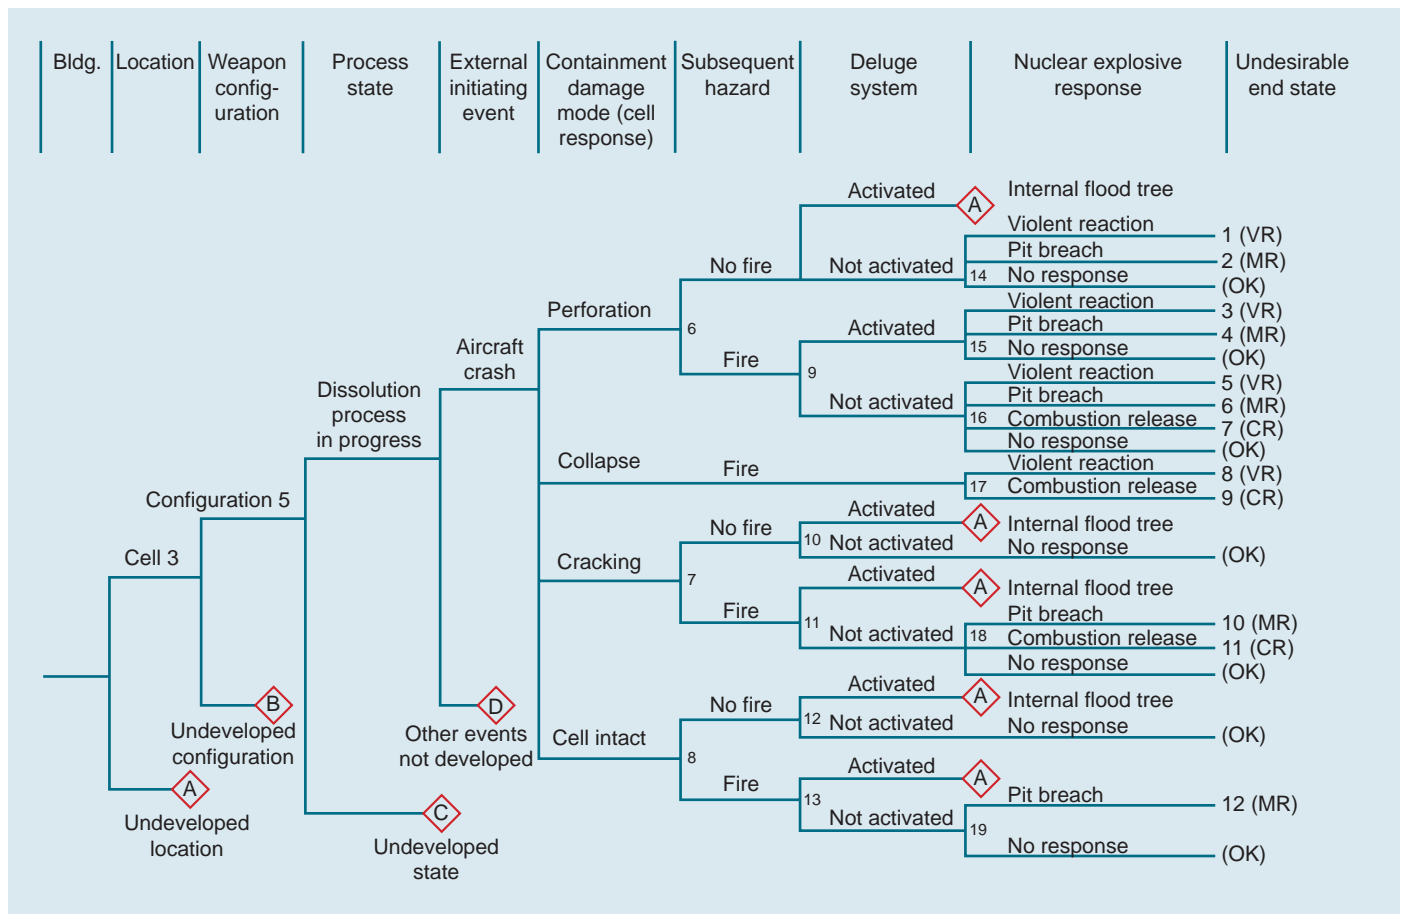 Bldg.
Location
Weapon
config-
uration
Process
state
External
initiating
event
Containment
damage
mode (cell
response)
Subsequent
hazard
Deluge
system
Nuclear explosive
response
Undesirable
end state
Activated
A
Internal flood tree
Violent reaction
1 (VR)
No fire
Not activated
Pit breach
2 (MR)
14
No response
(OK)
Perforation
Violent reaction
3 (VR)
6
Activated
Pit breach
4 (MR)
15
No response
(OK)
Aircraft
crash
Fire
9
Violent reaction
5 (VR)
Not activated
Pit breach
6 (MR)
16
Combustion release
7 (CR)
No response
(OK)
Dissolution
process
in progress
Collapse
Fire
Violent reaction
8 (VR)
17
Combustion release
9 (CR)
Configuration 5
No fire
Activated
A
Internal flood tree
10
Not activated
No response
(OK)
Cell 3
Cracking
7
Activated
A
Internal flood tree
Fire
11
Not activated
Pit breach
10 (MR)
18
Combustion release
11 (CR)
No response
(OK)
B
Undeveloped
configuration
D
Other events
not developed
Cell intact
8
No fire
Activated
A
Internal flood tree
12
Not activated
No response
(OK)
A
Undeveloped
location
C
Undeveloped
state
Fire
Activated
A
13
Not activated
Pit breach
12 (MR)
19
No response
(OK)